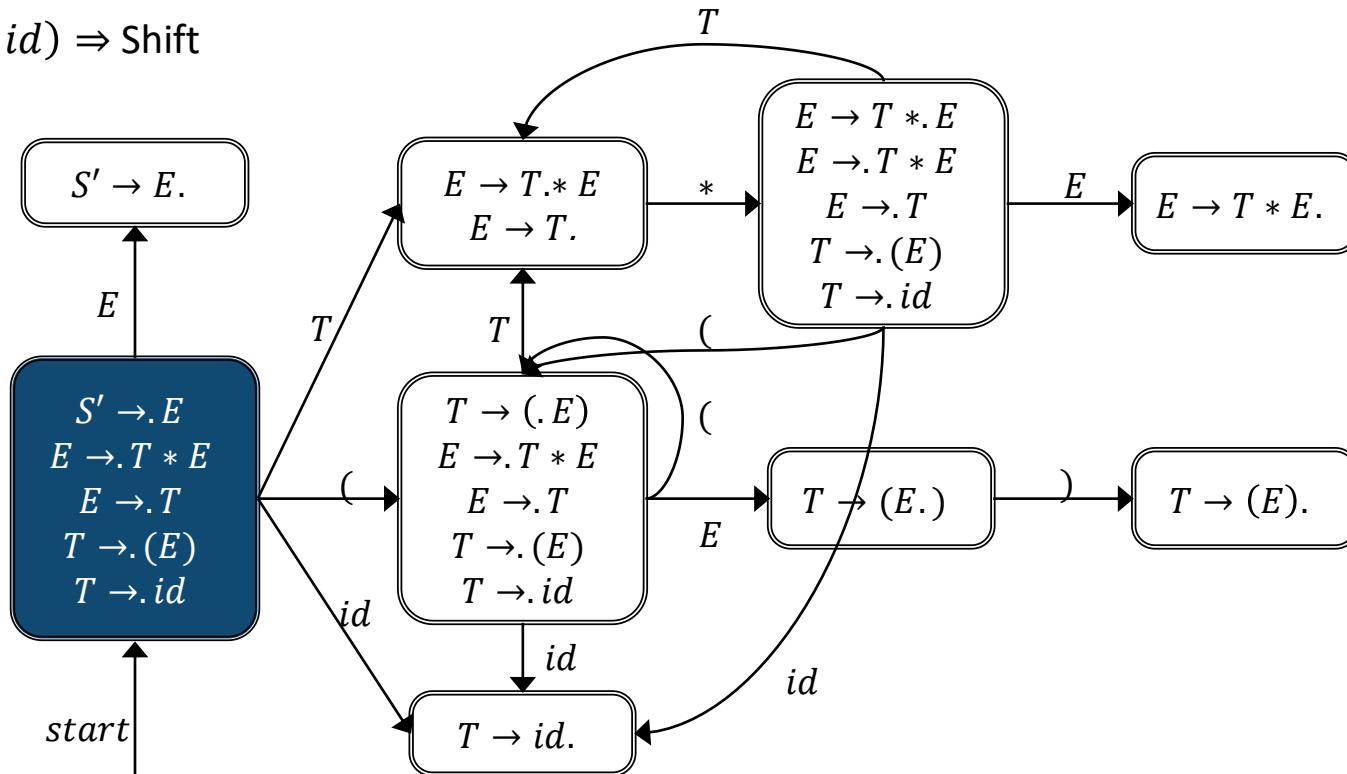 id) ⇒ Shift
T
S′ → E.
E → T.∗ E
E → T.
∗
E → T ∗. E
E →. T ∗ E
E →. T
T →. (E)
T →. id
E
E → T ∗ E.
E
T
T
(
S′ →. E
E →. T ∗ E
E →. T
T →. (E)
T →. id
(
T → (. E)
E →. T ∗ E
E →. T
T →. (E)
T →. id
(
E
T → (E. )
)
T → (E).
id
id
id
start
T → id.